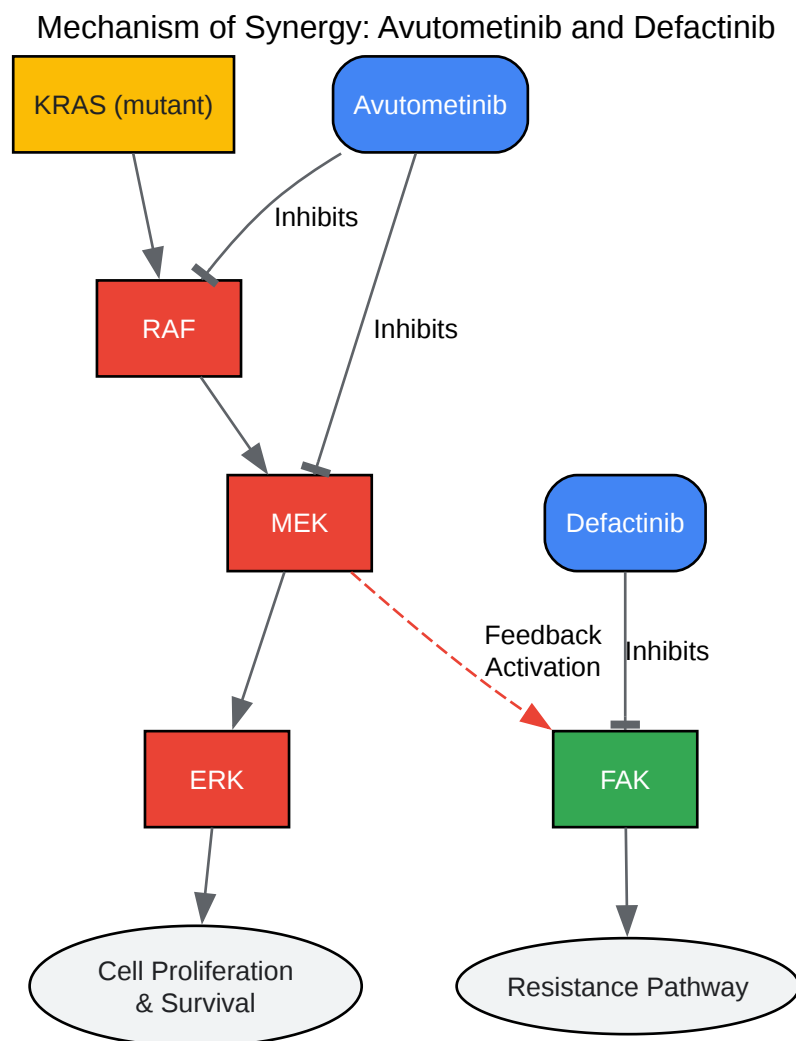 Mechanism of Synergy: Avutometinib and Defactinib
KRAS (mutant)
Avutometinib
Inhibits
RAF
Inhibits
MEK
Defactinib
Feedback
Activation
Inhibits
ERK
FAK
Cell Proliferation
& Survival
Resistance Pathway